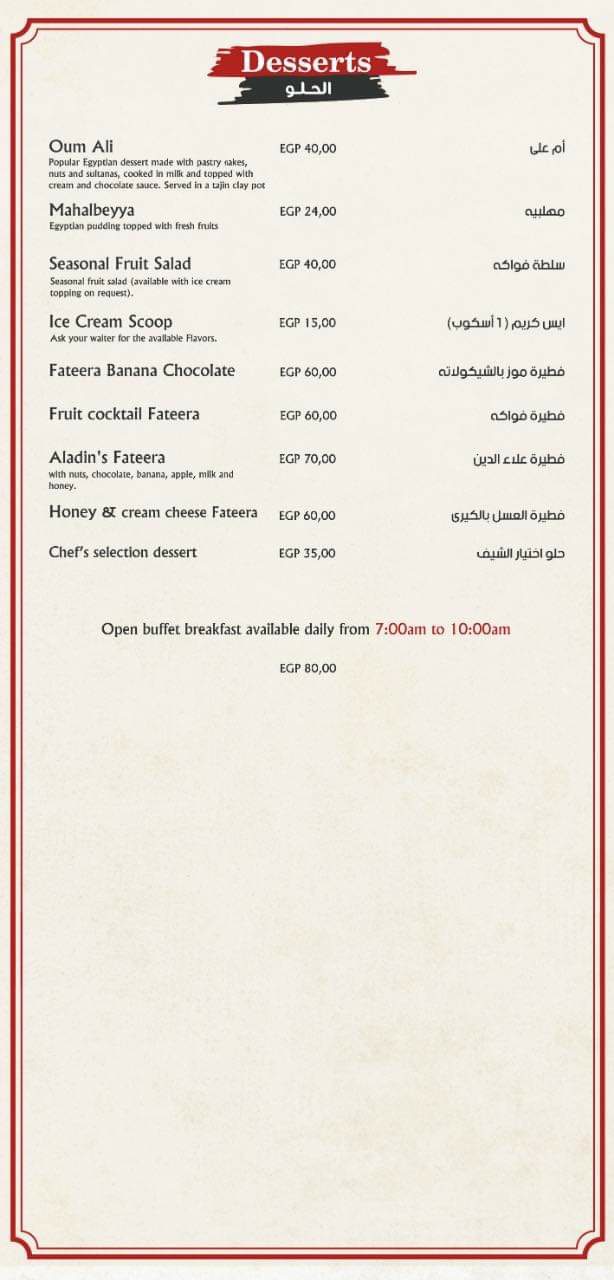 Desserts
الحلو
Oum Ali EGP 40,00 أم على
Popular Egyptian dessert made with pastry oakes,
nuts and sultanas, cooked in milk and topped with
cream and chocolate sauce. Served in a tajin clay pot
Mahalbeyya EGP 24,00 مهلبيه
Egyptian pudding topped with fresh fruits
Seasonal Fruit Salad EGP 40,00 سلطة فواكه
Seasonal fruit salad (available with ice cream
topping on request).
Ice Cream Scoop EGP 15,00 ايس كريم (١ أسكوب)
Ask your waiter for the available Flavors.
Fateera Banana Chocolate EGP 60,00 فطيرة موز بالشيكولاته
Fruit cocktail Fateera EGP 60,00 فطيرة فواكه
Aladin's Fateera EGP 70,00 فطيرة علاء الدين
with nuts, chocolate, banana, apple, milk and
honey.
Honey & cream cheese Fateera EGP 60,00 فطيرة العسل بالكيرى
Chef's selection dessert EGP 35,00 حلو اختيار الشيف
Open buffet breakfast available daily from 7:00am to 10:00am
EGP 80,00